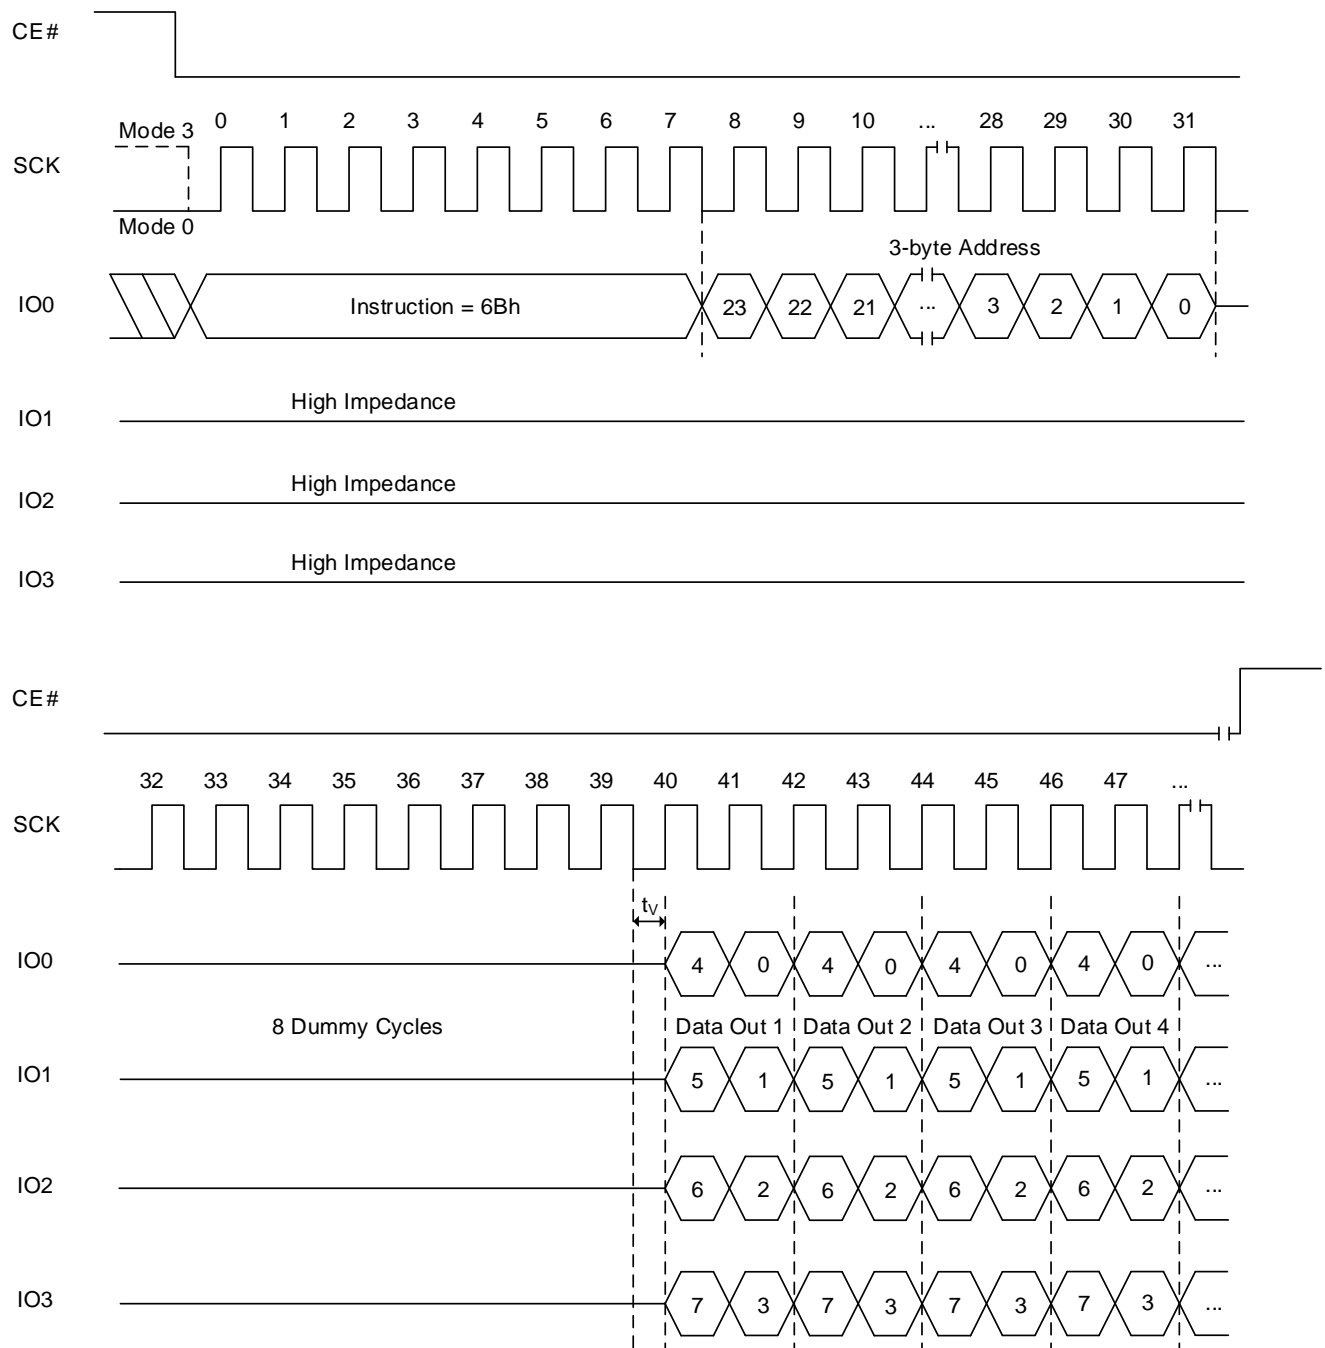 CE#
Mode 3 0 1 2 3 4 5 6 7 8 9 10 ... 28 29 30 31
SCK
Mode 0
3-byte Address
IO0 Instruction = 6Bh 23 22 21 ... 3 2 1 0
High Impedance
IO1
High Impedance
IO2
High Impedance
IO3
CE#
32 33 34 35 36 37 38 39 40 41 42 43 44 45 46 47 ...
SCK
tV
IO0 4 0 4 0 4 0 4 0 ...
8 Dummy Cycles Data Out 1 Data Out 2 Data Out 3 Data Out 4
IO1 5 1 5 1 5 1 5 1 ...
IO2 6 2 6 2 6 2 6 2 ...
IO3 7 3 7 3 7 3 7 3 ...